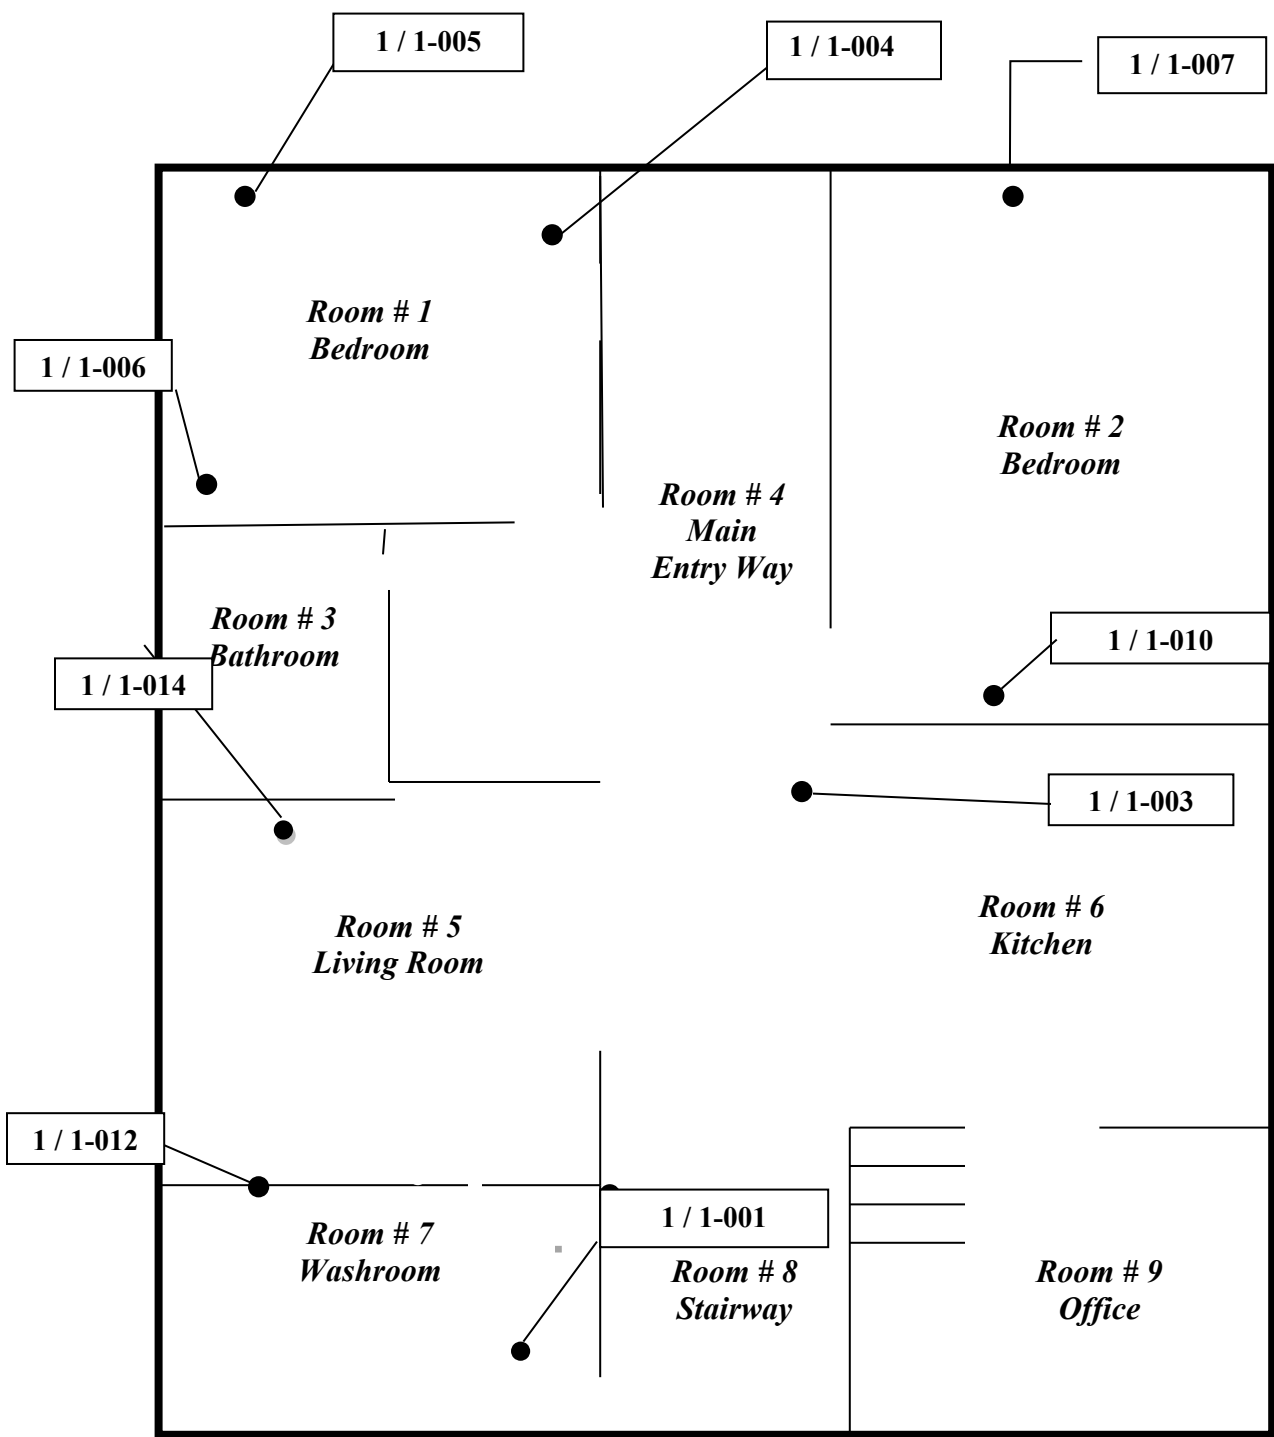 1 / 1-005
1 / 1-004
1 / 1-007
Room # 1
Bedroom
1 / 1-006
Room # 2
Bedroom
Room # 4
Main
Entry Way
Room # 3
Bathroom
1 / 1-010
1 / 1-014
1 / 1-003
Room # 5
Living Room
Room # 6
Kitchen
1 / 1-012
1 / 1-001
Room # 7
Washroom
Room # 8
Stairway
Room # 9
Office